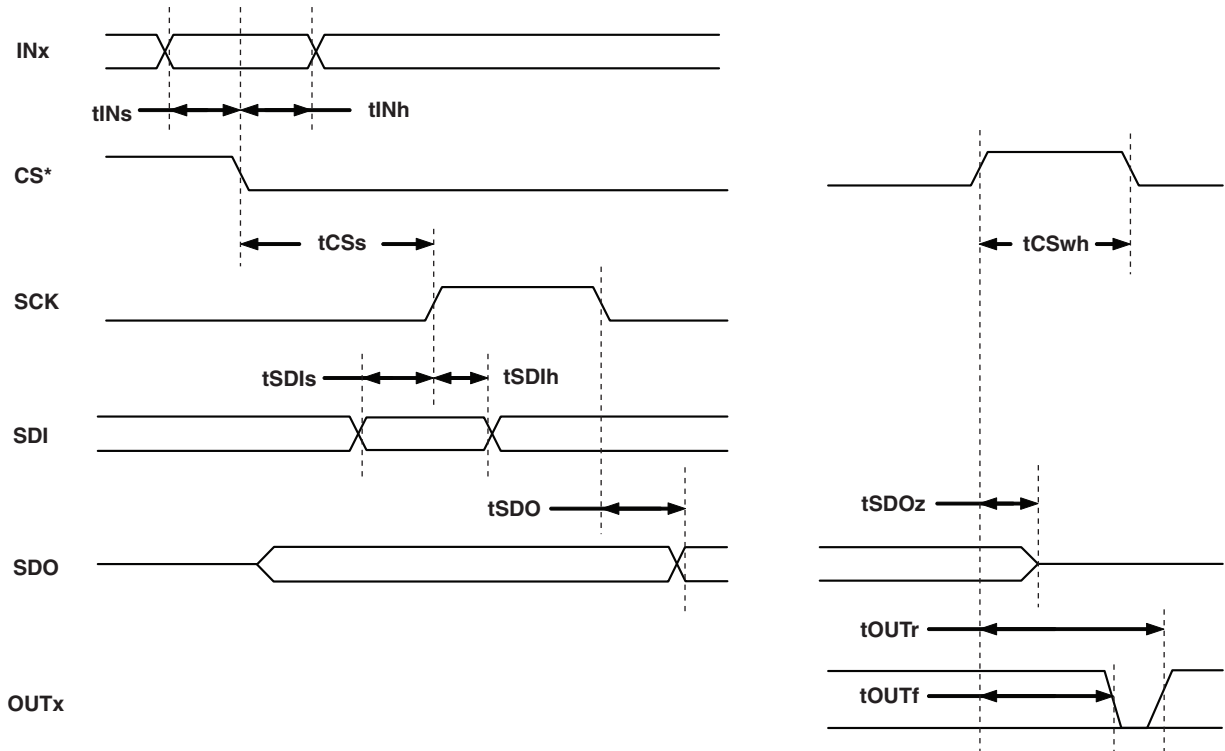 INx
tINs
tINh
CS*
tCSs
tCSwh
SCK
tSDIs
tSDIh
SDI
tSDO
tSDOz
SDO
tOUTr
tOUTf
OUTx